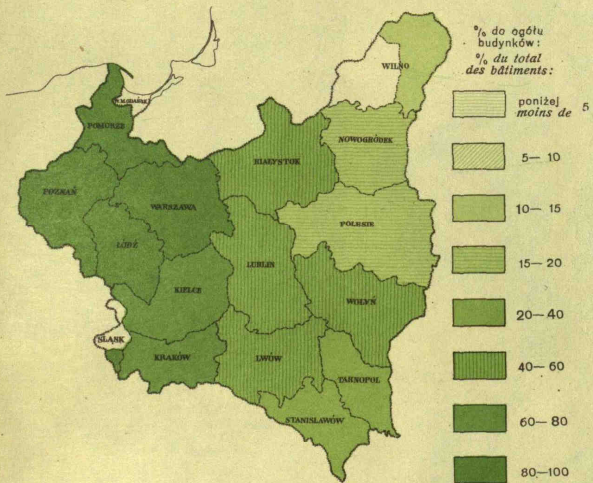 % do ogółu
budynków:
% du total
des bâtiments:
poniżej
moins de 5
5— 10
10— 15
15— 20
20— 40
40— 60
60— 80
80—100
WILNO
POMORZE
NOWOGRÓDEK
BIAŁYSTOK
POZNAŃ
WARSZAWA
POLESIE
ŁÓDŹ
LUBLIN
KIELCE
WOŁYŃ
ŚLĄSK
KRAKÓW
LWÓW
TARNOPOL
STANISŁAWÓW